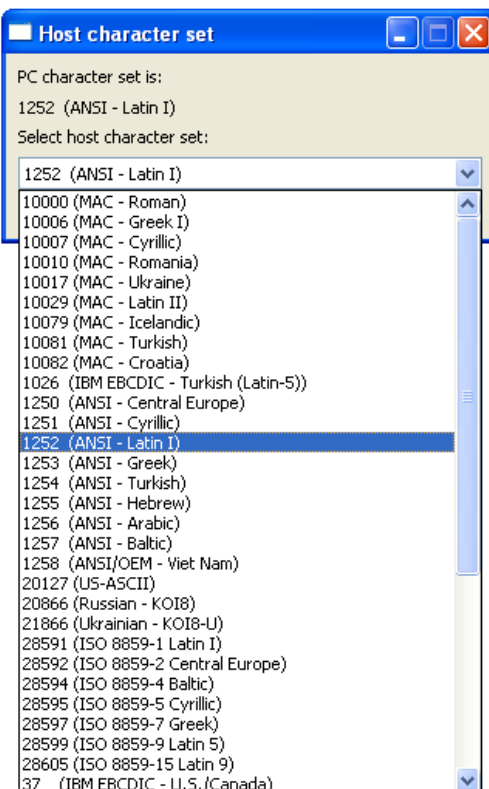 Host character set
PC character set is:
1252 (ANSI - Latin I)
Select host character set:
1252 (ANSI - Latin I)
10000 (MAC - Roman)
10006 (MAC - Greek I)
10007 (MAC - Cyrillic)
10010 (MAC - Romania)
10017 (MAC - Ukraine)
10029 (MAC - Latin II)
10079 (MAC - Icelandic)
10081 (MAC - Turkish)
10082 (MAC - Croatia)
1026 (IBM EBCDIC - Turkish (Latin-5))
1250 (ANSI - Central Europe)
1251 (ANSI - Cyrillic)
1252 (ANSI - Latin I)
1253 (ANSI - Greek)
1254 (ANSI - Turkish)
1255 (ANSI - Hebrew)
1256 (ANSI - Arabic)
1257 (ANSI - Baltic)
1258 (ANSI/OEM - Viet Nam)
20127 (US-ASCII)
20866 (Russian - KOI8)
21866 (Ukrainian - KOI8-U)
28591 (ISO 8859-1 Latin I)
28592 (ISO 8859-2 Central Europe)
28594 (ISO 8859-4 Baltic)
28595 (ISO 8859-5 Cyrillic)
28597 (ISO 8859-7 Greek)
28599 (ISO 8859-9 Latin 5)
28605 (ISO 8859-15 Latin 9)
37 (IBM EBCDIC - U.S./Canada)